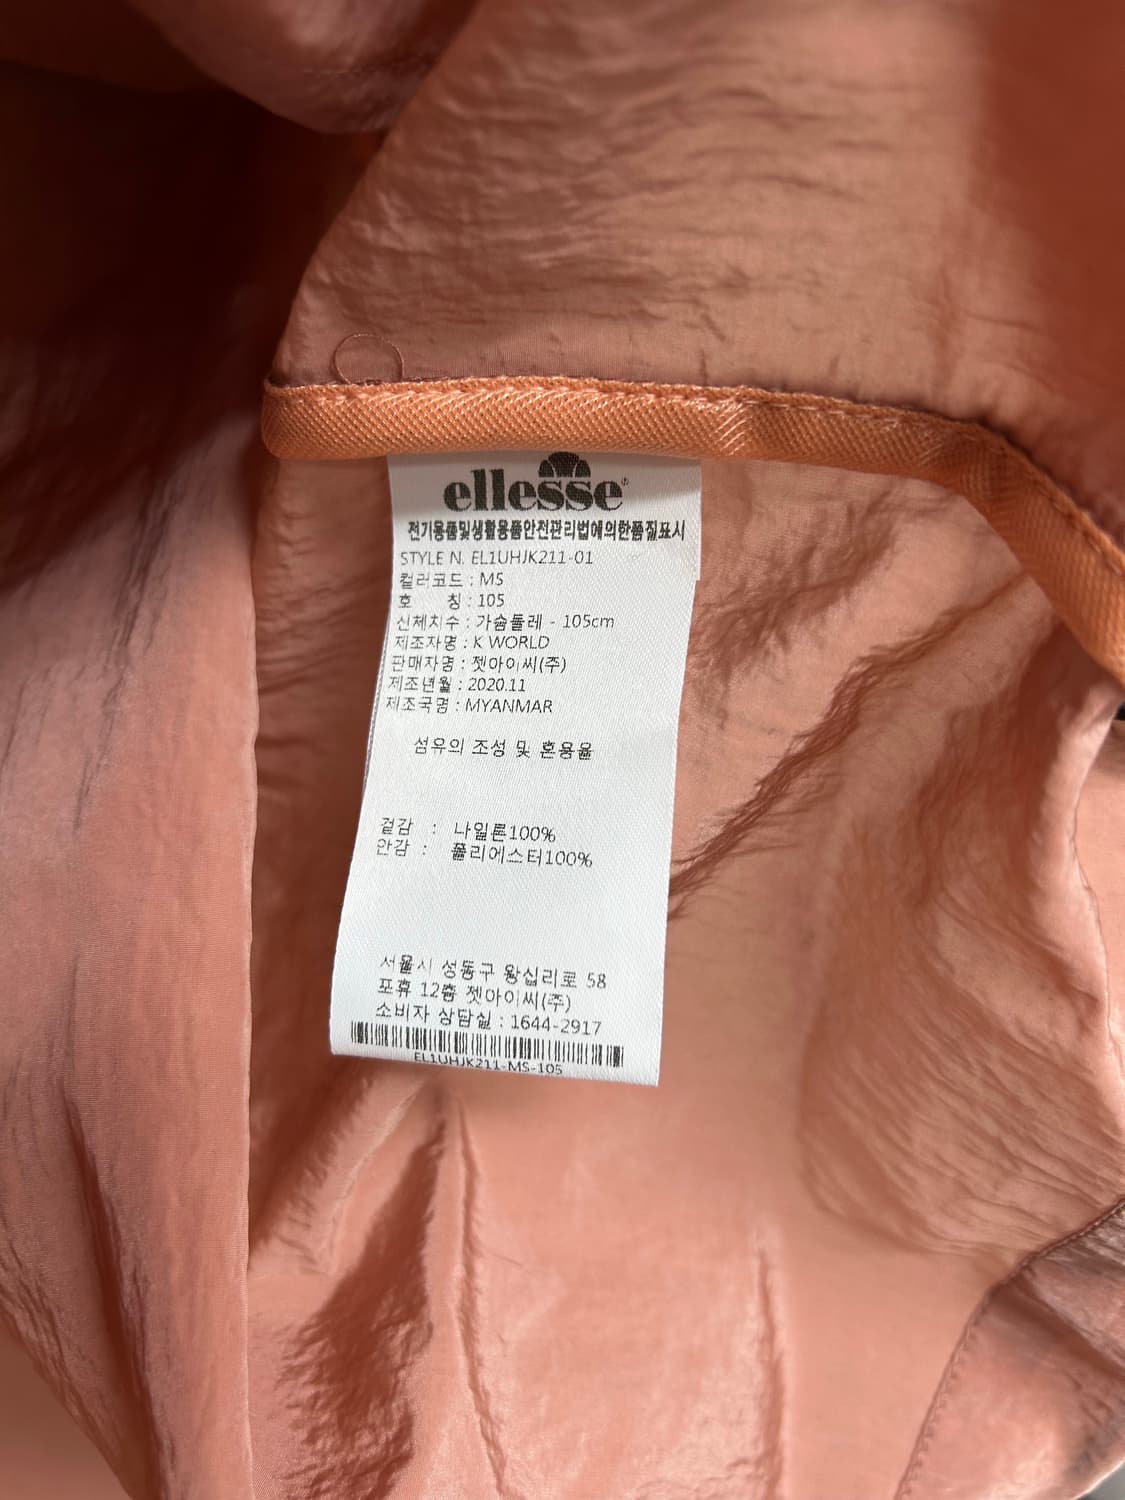 ellesse
전기용품및생활용품안전관리법에의한품질표시
STYLE N. EL1UHJK211-01
컬러코드 : MS
호 칭 : 105
신체치수 : 가슴둘레 - 105cm
제조자명 : K WORLD
판매자명 : 젯아이씨(주)
제조년월 : 2020.11
제조국명 : MYANMAR
섬유의 조성 및 혼용율
겉감 : 나일론100%
안감 : 폴리에스터100%
서울시 성동구 왕십리로 58
포휴 12층 젯아이씨(주)
소비자 상담실 : 1644-2917
EL1UHJK211-MS-105